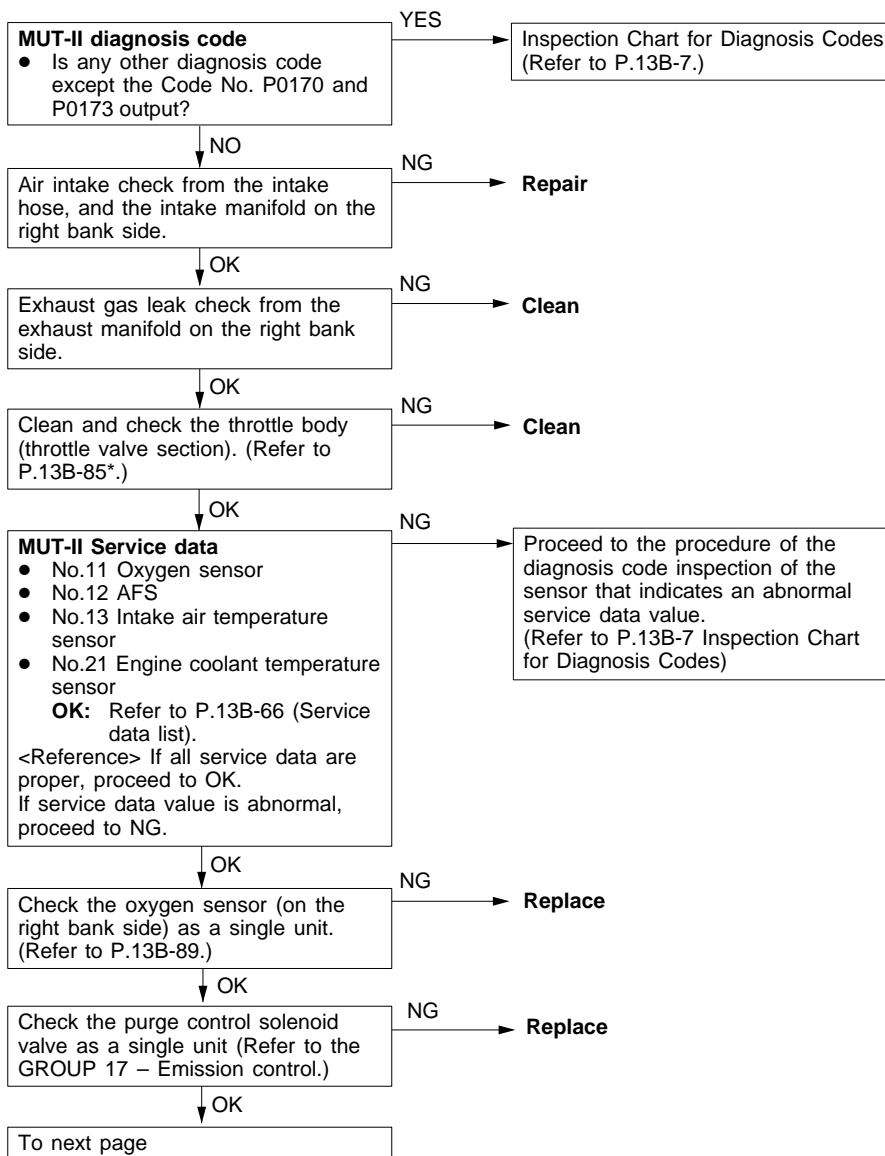 MUT-II diagnosis code
● Is any other diagnosis code
except the Code No. P0170 and
P0173 output?
YES
Inspection Chart for Diagnosis Codes
(Refer to P.13B-7.)
NO
Air intake check from the intake
hose, and the intake manifold on the
right bank side.
NG
Repair
OK
Exhaust gas leak check from the
exhaust manifold on the right bank
side.
NG
Clean
OK
Clean and check the throttle body
(throttle valve section). (Refer to
P.13B-85*.)
NG
Clean
OK
MUT-II Service data
● No.11 Oxygen sensor
● No.12 AFS
● No.13 Intake air temperature
sensor
● No.21 Engine coolant temperature
sensor
OK: Refer to P.13B-66 (Service
data list).
<Reference> If all service data are
proper, proceed to OK.
If service data value is abnormal,
proceed to NG.
NG
Proceed to the procedure of the
diagnosis code inspection of the
sensor that indicates an abnormal
service data value.
(Refer to P.13B-7 Inspection Chart
for Diagnosis Codes)
OK
Check the oxygen sensor (on the
right bank side) as a single unit.
(Refer to P.13B-89.)
NG
Replace
OK
Check the purge control solenoid
valve as a single unit (Refer to the
GROUP 17 – Emission control.)
NG
Replace
OK
To next page